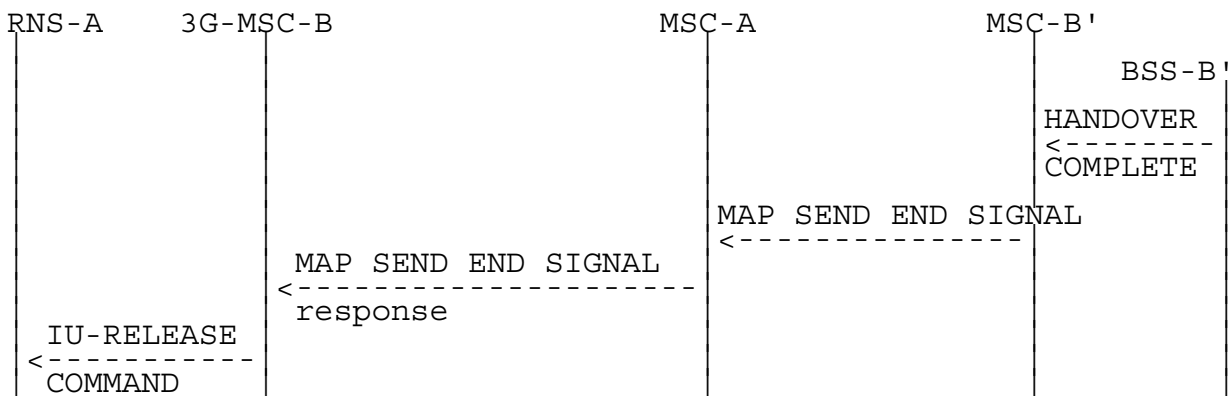 RNS-A 3G-MSC-B MSC-A MSC-B'
BSS-B'
HANDOVER
COMPLETE
MAP SEND END SIGNAL
MAP SEND END SIGNAL
response
IU-RELEASE
COMMAND